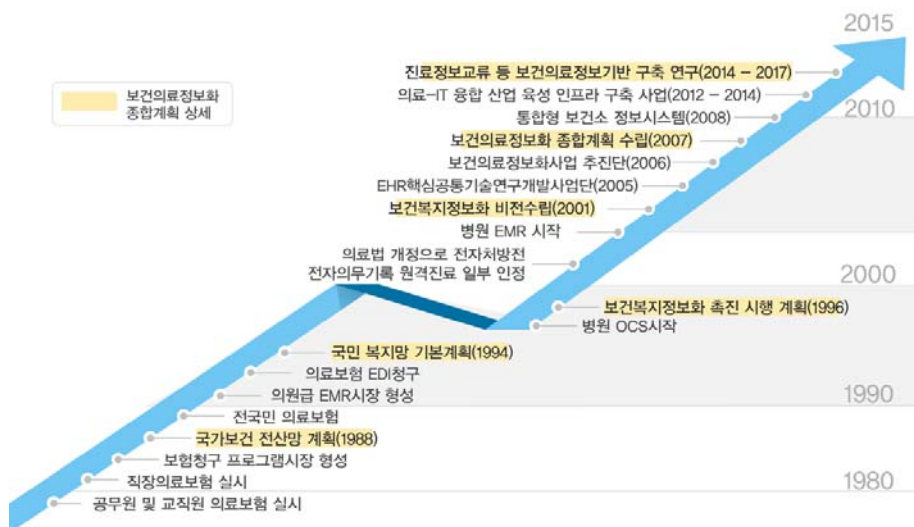 2015
진료정보교류 등 보건의료정보기반 구축 연구(2014 – 2017)
보건의료정보화
종합계획 상세
의료–IT 융합 산업 육성 인프라 구축 사업(2012 – 2014)
통합형 보건소 정보시스템(2008)
2010
보건의료정보화 종합계획 수립(2007)
보건의료정보화사업 추진단(2006)
EHR핵심공통기술연구개발사업단(2005)
보건복지정보화 비전수립(2001)
병원 EMR 시작
의료법 개정으로 전자처방전
전자의무기록 원격진료 일부 인정
2000
보건복지정보화 촉진 시행 계획(1996)
병원 OCS시작
국민 복지망 기본계획(1994)
의료보험 EDI청구
의원급 EMR시장 형성
1990
전국민 의료보험
국가보건 전산망 계획(1988)
보험청구 프로그램시장 형성
직장의료보험 실시
1980
공무원 및 교직원 의료보험 실시